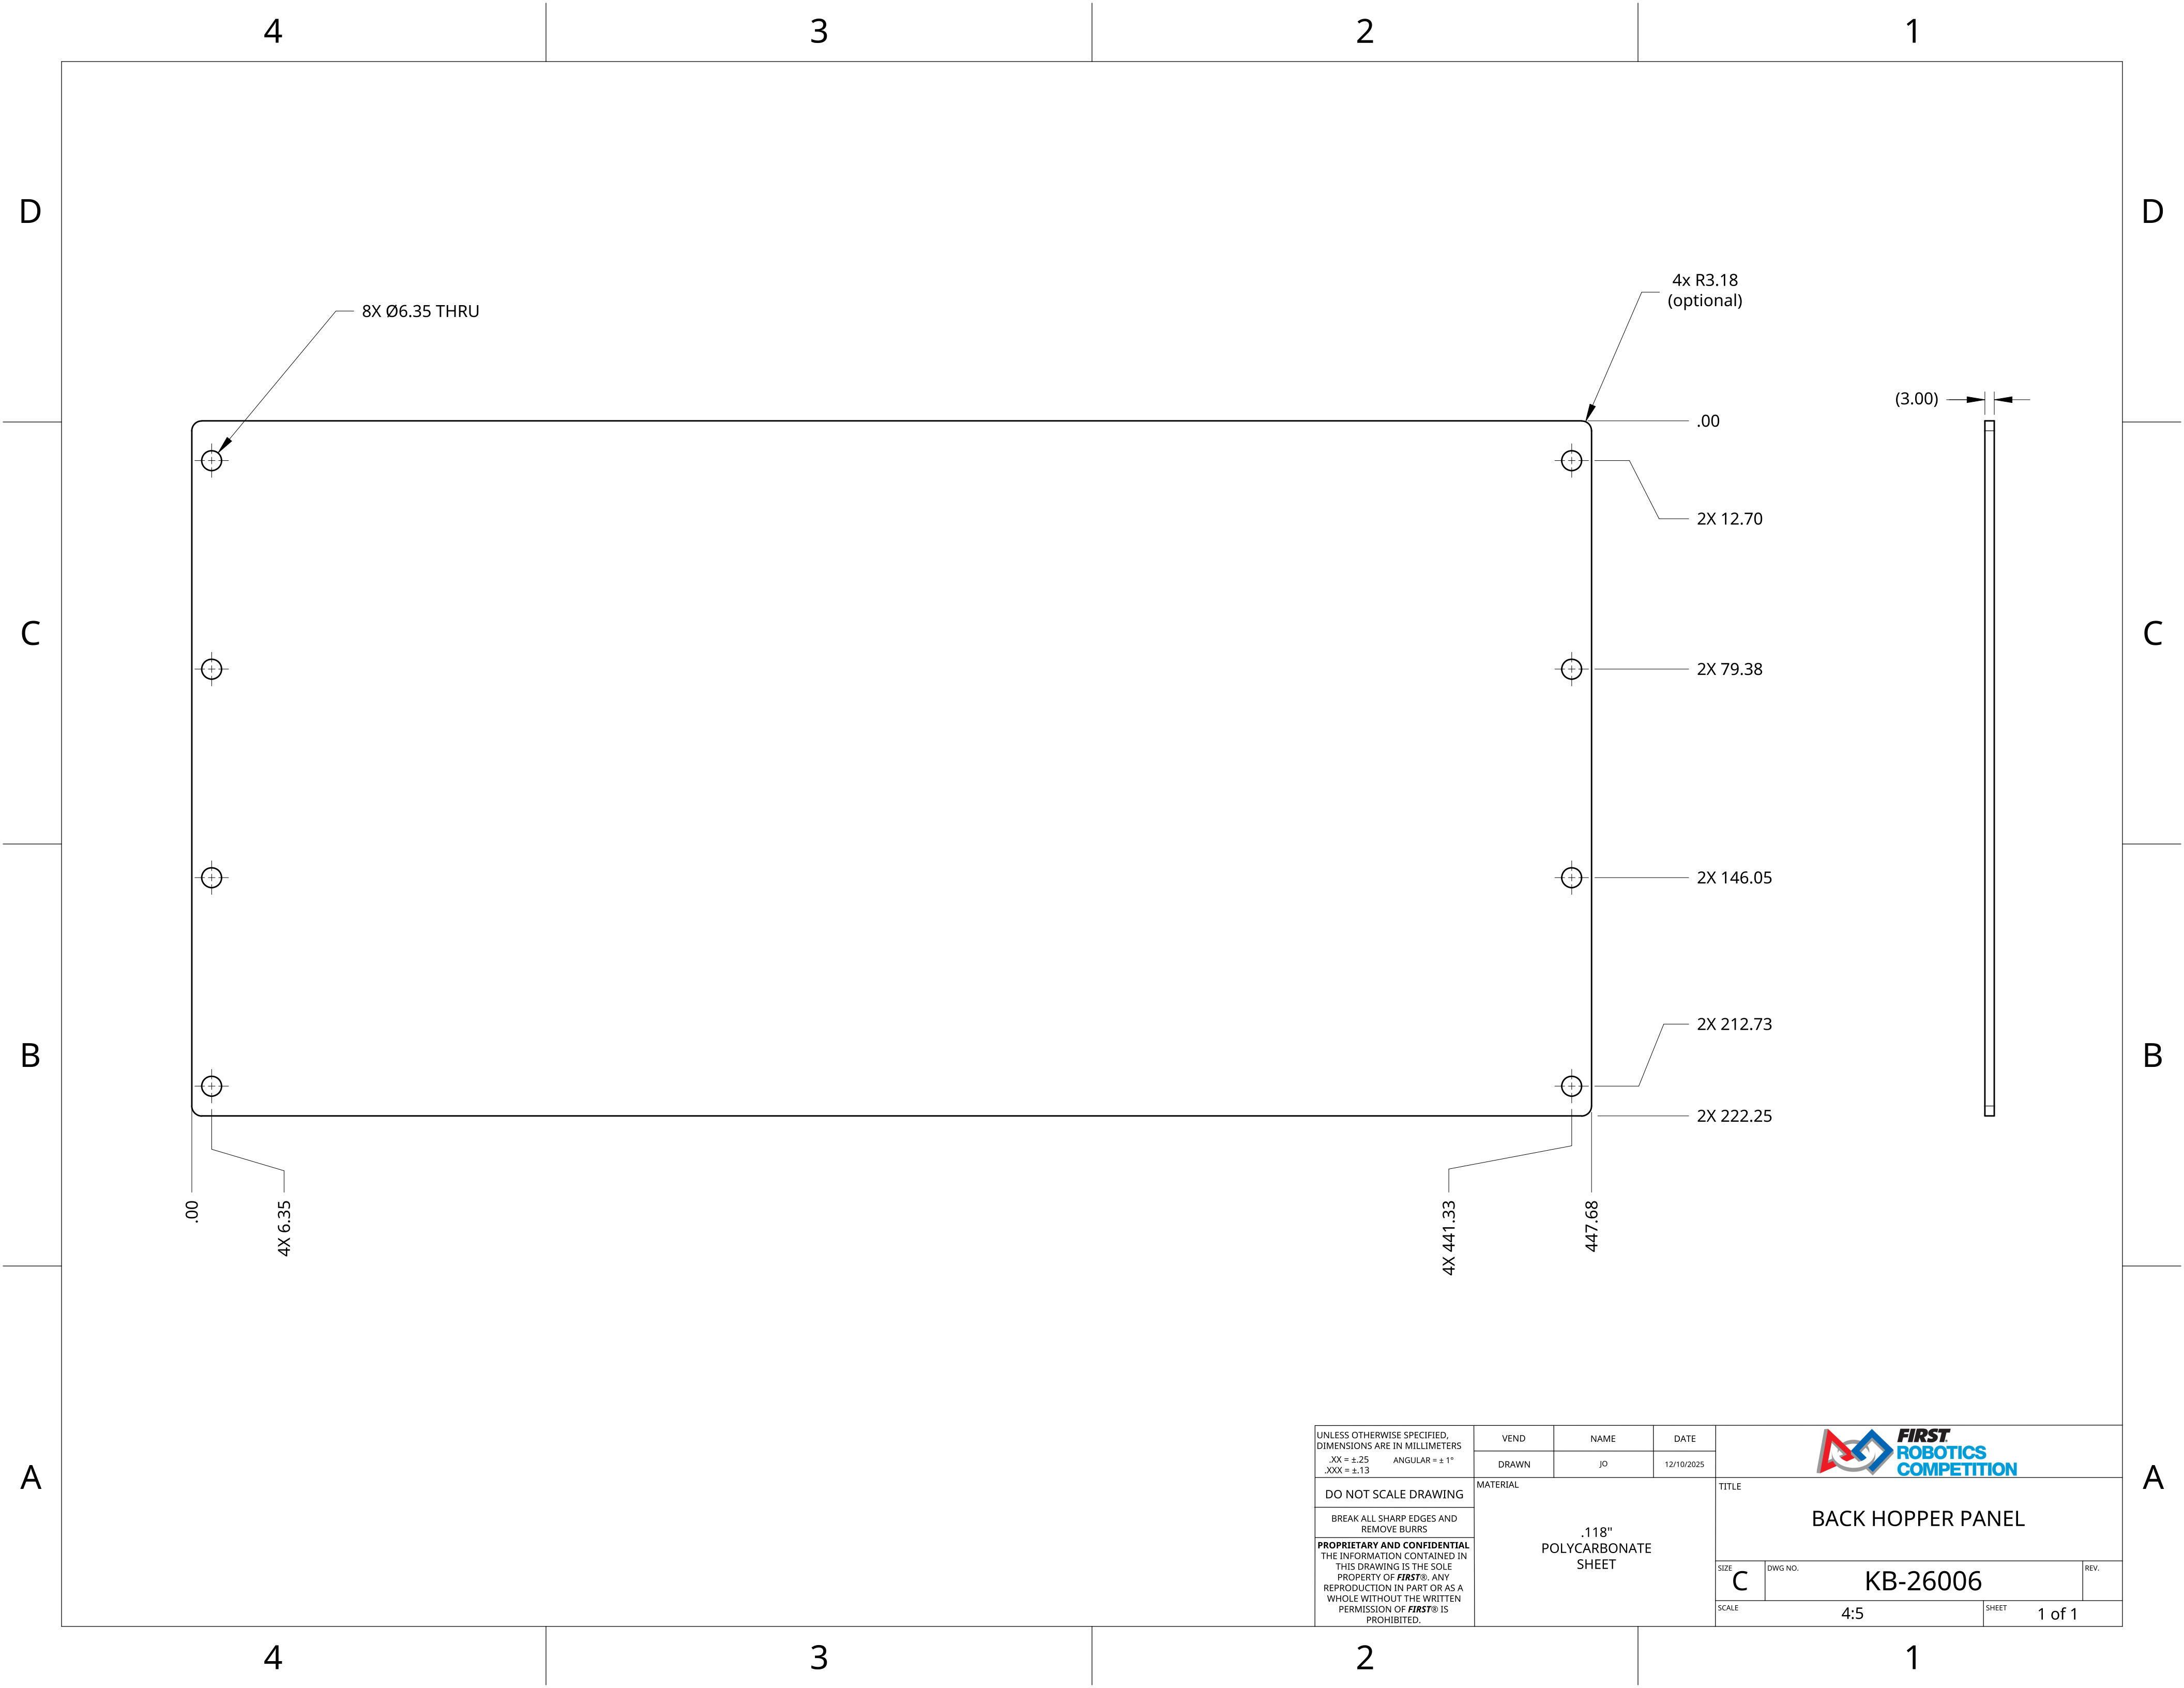 4 3 2 1
D D
4x R3.18
(optional)
8X Ø6.35 THRU
(3.00)
.00
2X 12.70
C C
2X 79.38
2X 146.05
2X 212.73
B B
2X 222.25
.00
4X 6.35
4X 441.33
447.68
A A
UNLESS OTHERWISE SPECIFIED,
DIMENSIONS ARE IN MILLIMETERS
.XX = ±.25 ANGULAR = ± 1°
.XXX = ±.13
DO NOT SCALE DRAWING
BREAK ALL SHARP EDGES AND
REMOVE BURRS
PROPRIETARY AND CONFIDENTIAL
THE INFORMATION CONTAINED IN
THIS DRAWING IS THE SOLE
PROPERTY OF FIRST®. ANY
REPRODUCTION IN PART OR AS A
WHOLE WITHOUT THE WRITTEN
PERMISSION OF FIRST® IS
PROHIBITED.
VEND NAME DATE
DRAWN JO 12/10/2025
MATERIAL
.118"
POLYCARBONATE
SHEET
FIRST
ROBOTICS
COMPETITION
TITLE
BACK HOPPER PANEL
SIZE DWG NO. REV.
C KB-26006
SCALE 4:5 SHEET 1 of 1
4 3 2 1